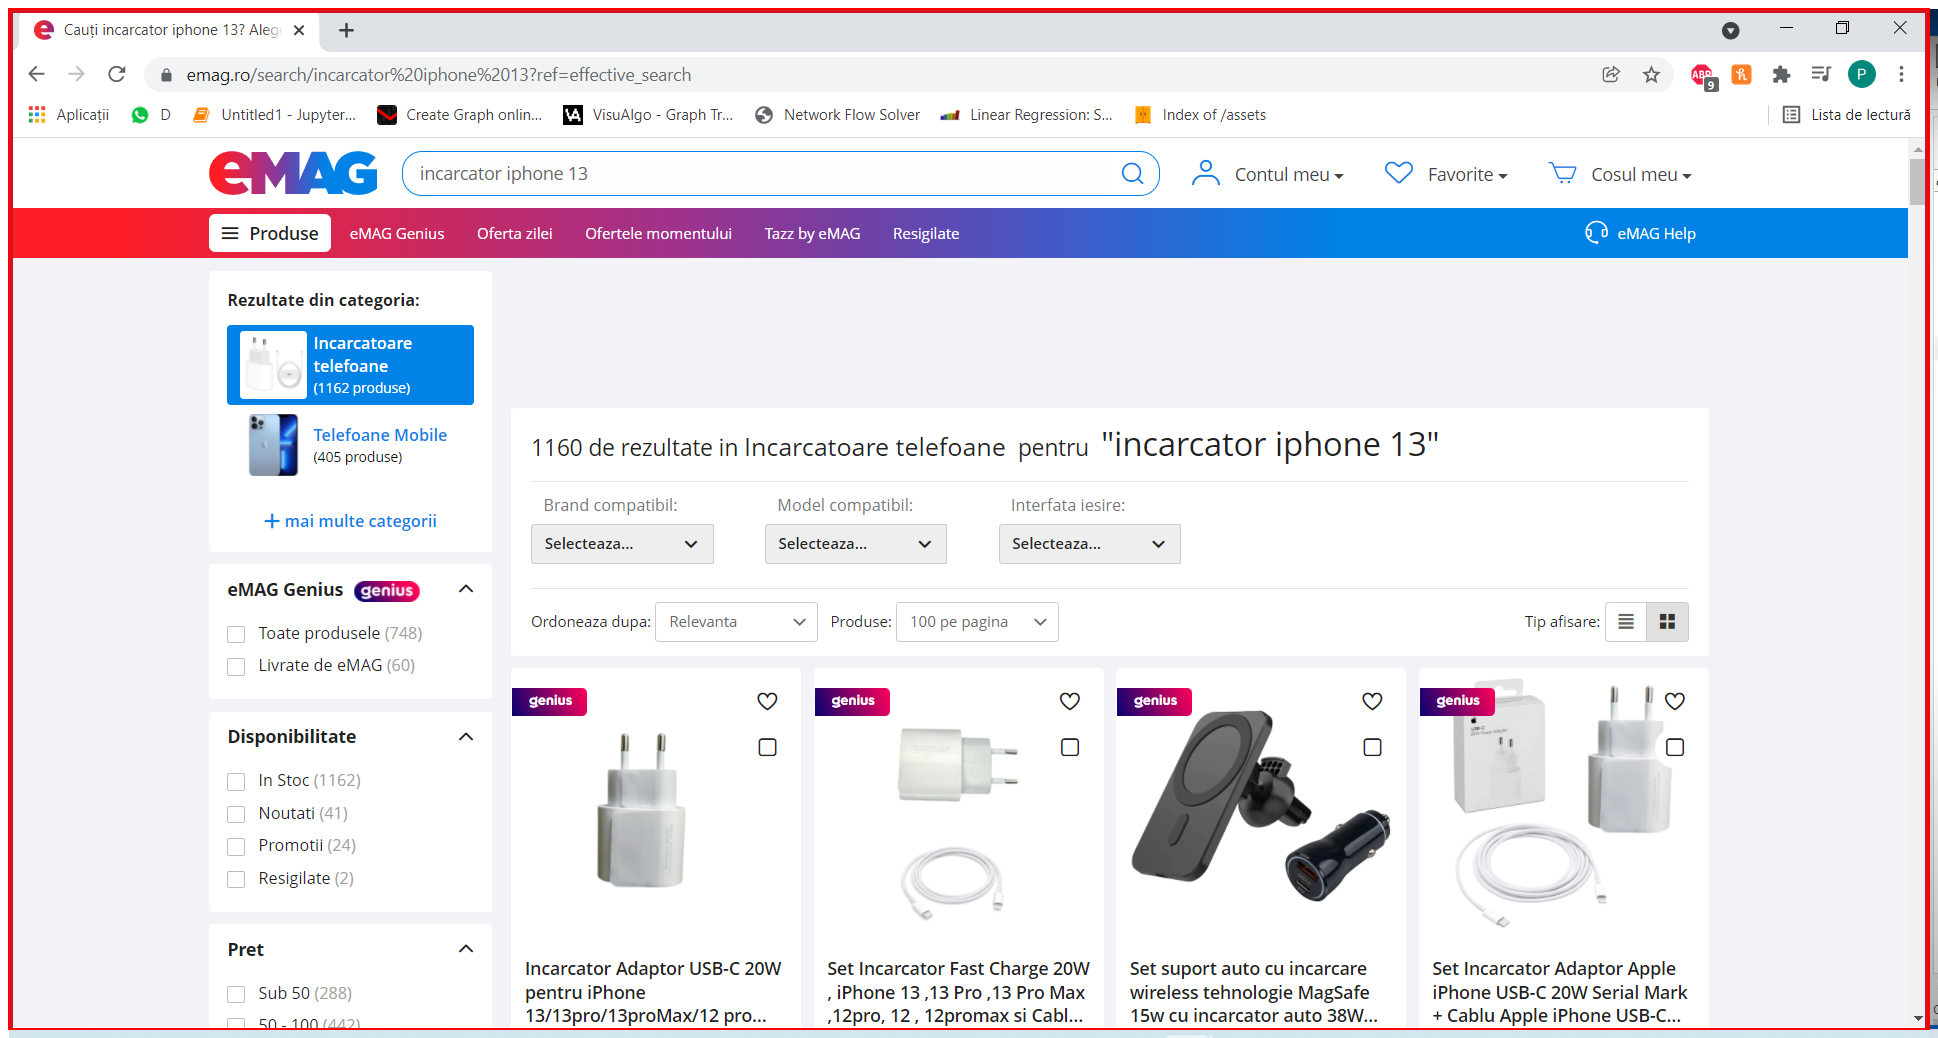 Cauți incarcator iphone 13? Aleg
emag.ro/search/incarcator%20iphone%2013?ref=effective_search
ABP
9
P
Aplicații
D
Untitled1 - Jupyter...
Create Graph onlin...
VA
VisuAlgo - Graph Tr...
Network Flow Solver
Linear Regression: S...
Index of /assets
Lista de lectură
eMAG
incarcator iphone 13
Contul meu
Favorite
Cosul meu
Produse
eMAG Genius
Oferta zilei
Ofertele momentului
Tazz by eMAG
Resigilate
eMAG Help
Rezultate din categoria:
Incarcatoare
telefoane
(1162 produse)
Telefoane Mobile
(405 produse)
+ mai multe categorii
1160 de rezultate in Incarcatoare telefoane pentru "incarcator iphone 13"
Brand compatibil:
Model compatibil:
Interfata iesire:
Selecteaza...
Selecteaza...
Selecteaza...
Ordoneaza dupa:
Relevanta
Produse:
100 pe pagina
Tip afisare:
eMAG Genius genius
Toate produsele (748)
Livrate de eMAG (60)
Disponibilitate
In Stoc (1162)
Noutati (41)
Promotii (24)
Resigilate (2)
Pret
Sub 50 (288)
50 - 100 (442)
genius
Incarcator Adaptor USB-C 20W
pentru iPhone
13/13pro/13proMax/12 pro...
genius
Set Incarcator Fast Charge 20W
, iPhone 13 ,13 Pro ,13 Pro Max
,12pro, 12 , 12promax si Cabl...
genius
Set suport auto cu incarcare
wireless tehnologie MagSafe
15w cu incarcator auto 38W...
genius
Set Incarcator Adaptor Apple
iPhone USB-C 20W Serial Mark
+ Cablu Apple iPhone USB-C...